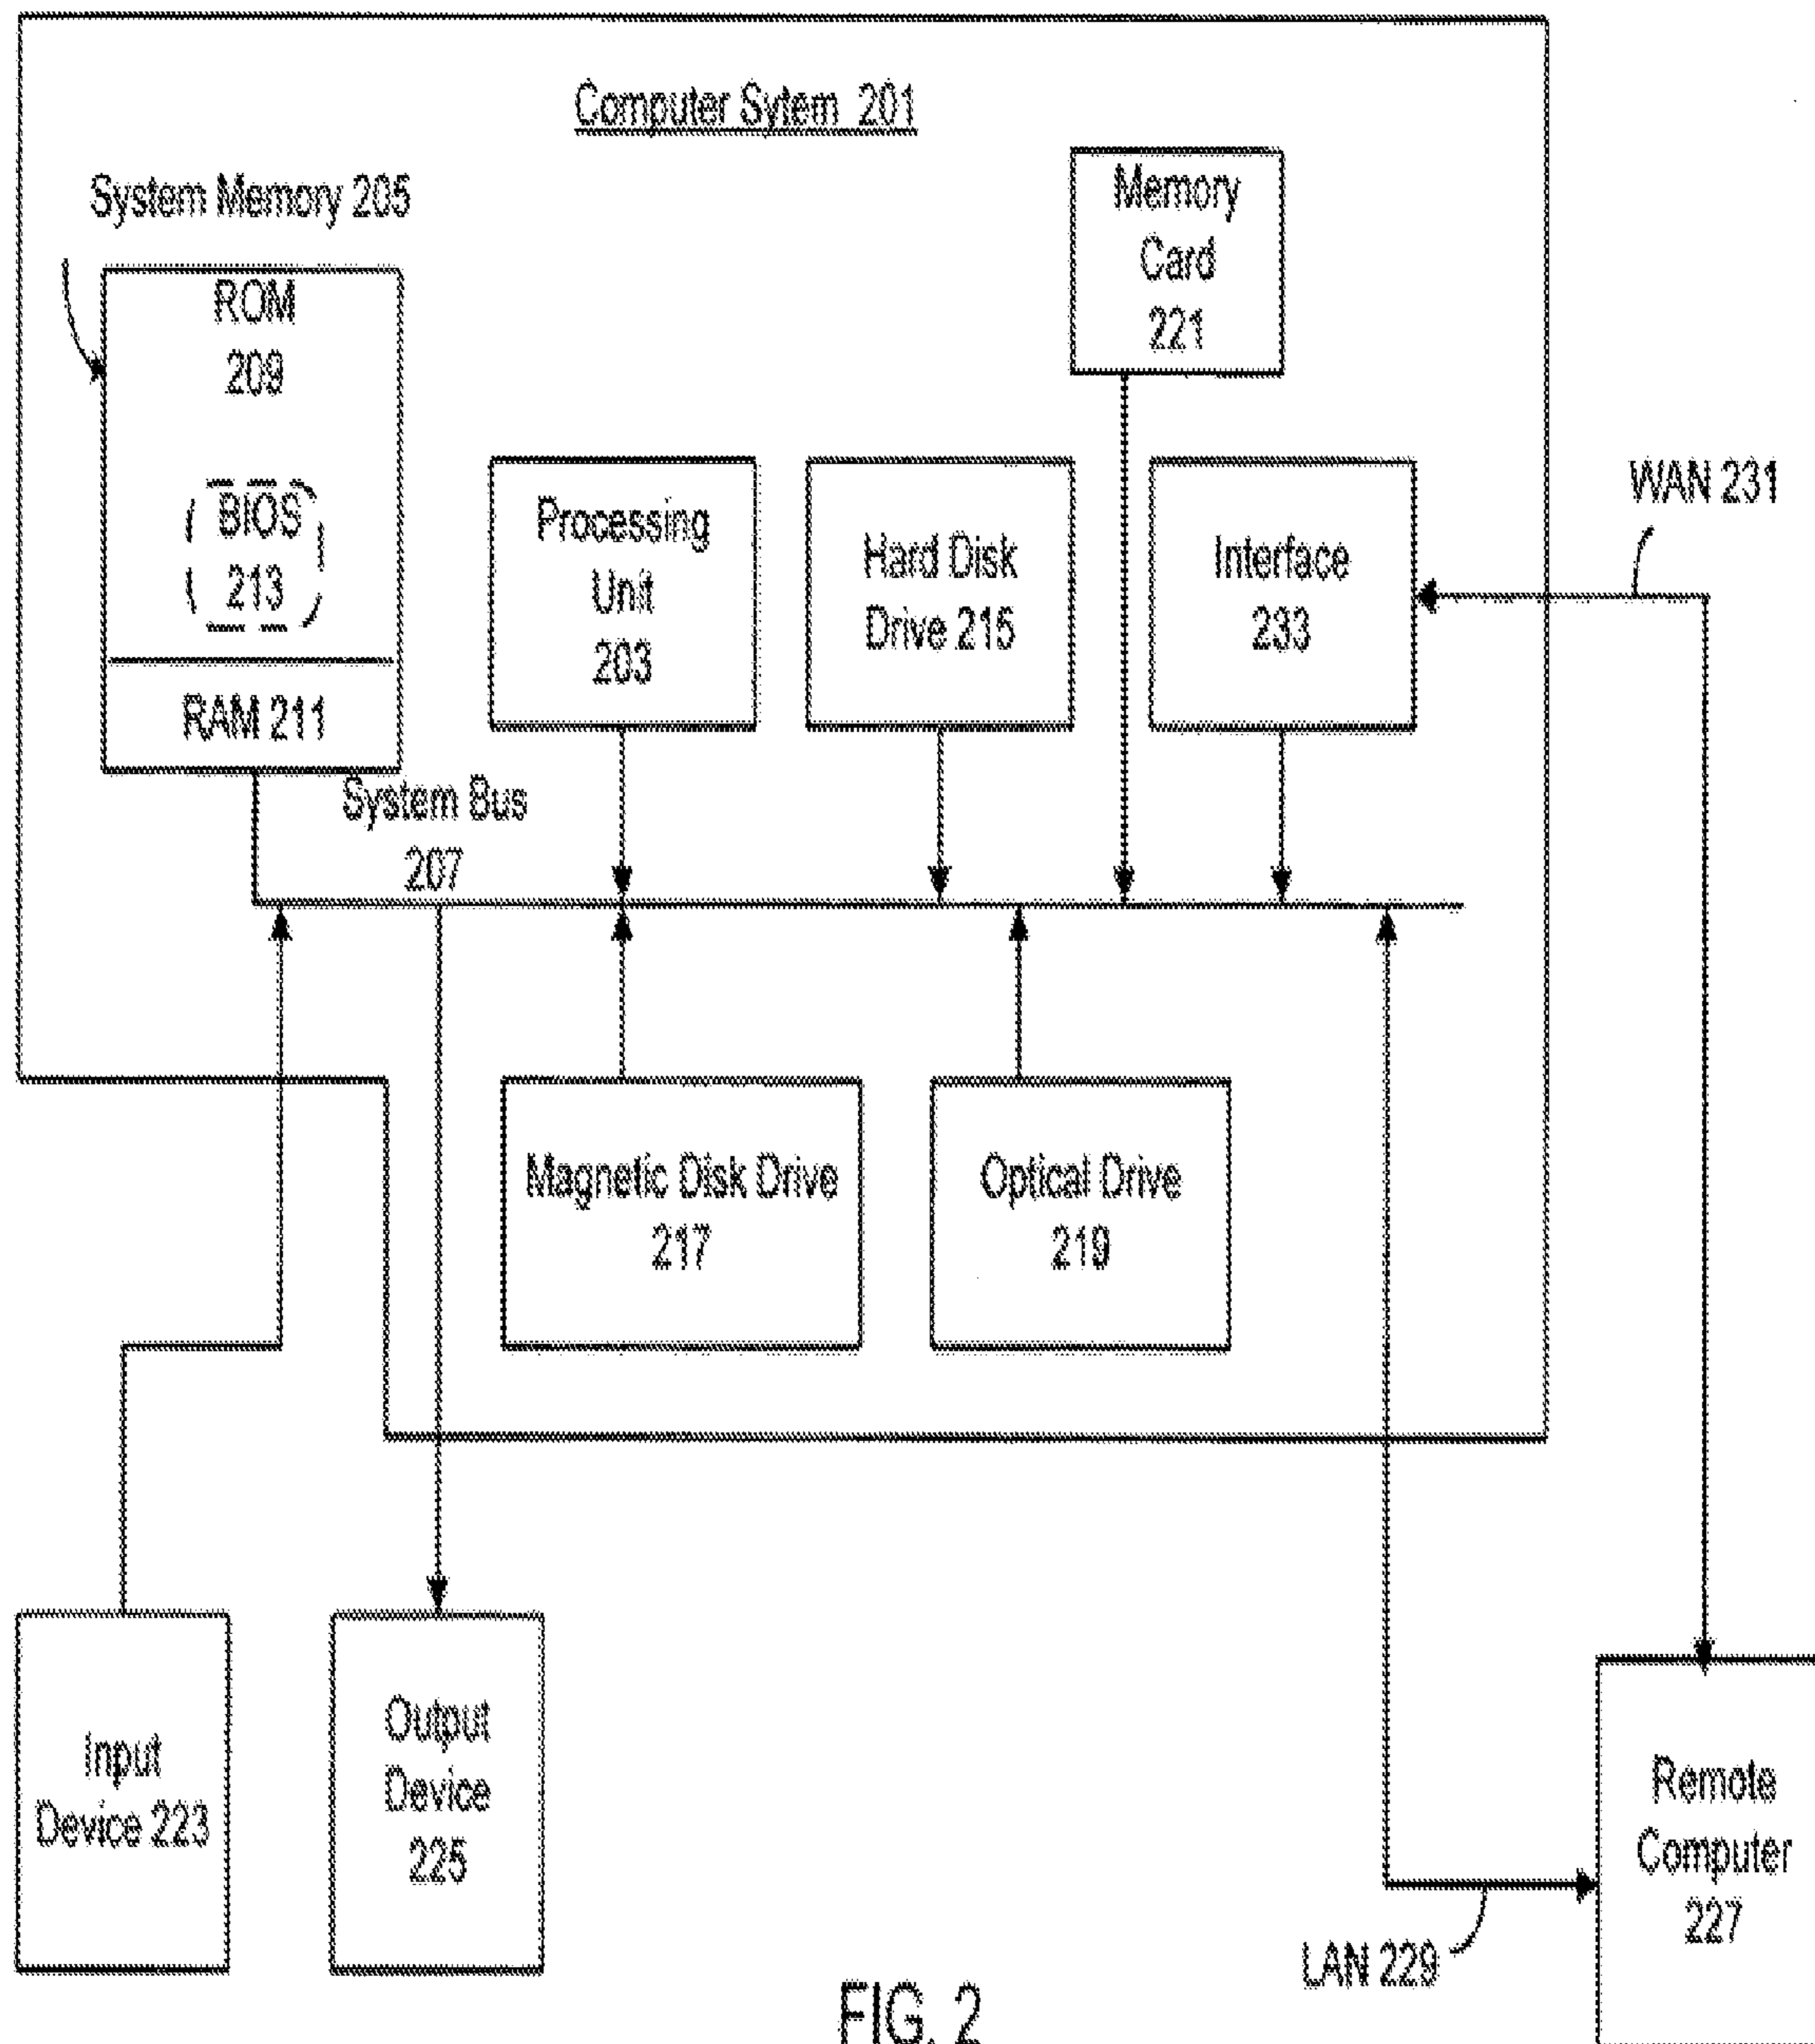 Computer Sytem 201
System Memory 205
ROM
209
BIOS
213
RAM 211
Memory
Card
221
Processing
Unit
203
Hard Disk
Drive 215
Interface
233
WAN 231
System Bus
207
Magnetic Disk Drive
217
Optical Drive
219
Input
Device 223
Output
Device
225
Remote
Computer
227
LAN 229
FIG. 2